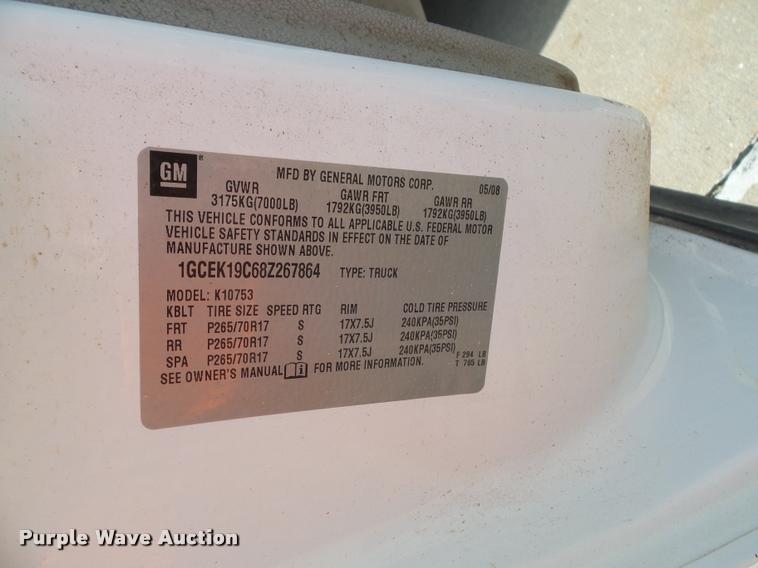 GM
MFD BY GENERAL MOTORS CORP. 05/08
GVWR GAWR FRT GAWR RR
3175KG(7000LB) 1792KG(3950LB) 1792KG(3950LB)
THIS VEHICLE CONFORMS TO ALL APPLICABLE U.S. FEDERAL MOTOR
VEHICLE SAFETY STANDARDS IN EFFECT ON THE DATE OF
MANUFACTURE SHOWN ABOVE.
1GCEK19C68Z267864 TYPE: TRUCK
MODEL: K10753
KBLT TIRE SIZE SPEED RTG RIM COLD TIRE PRESSURE
FRT P265/70R17 S 17X7.5J 240KPA(35PSI)
RR P265/70R17 S 17X7.5J 240KPA(35PSI)
SPA P265/70R17 S 17X7.5J 240KPA(35PSI) F 294 LB
SEE OWNER'S MANUAL i FOR MORE INFORMATION. T 765 LB
Purple Wave Auction